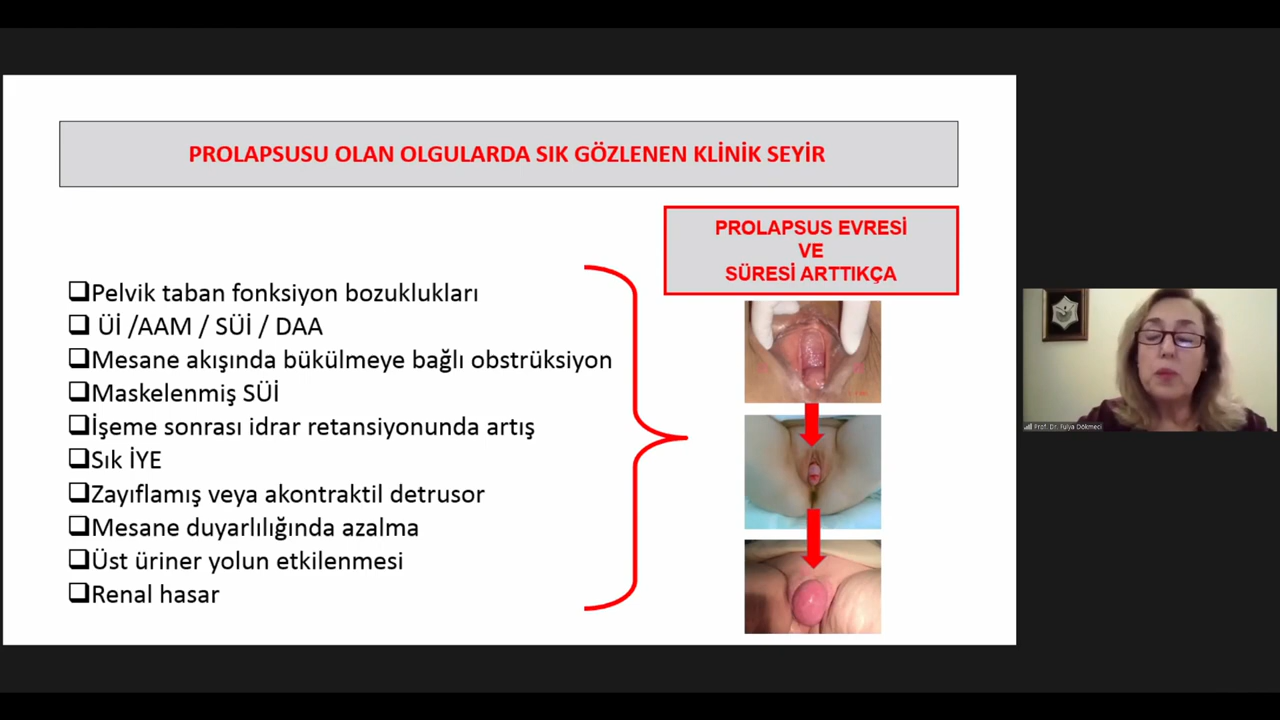 PROLAPSUSU OLAN OLGULARDA SIK GÖZLENEN KLİNİK SEYİR
PROLAPSUS EVRESİ
VE
SÜRESİ ARTTIKÇA
Pelvik taban fonksiyon bozuklukları
Üİ /AAM / SÜİ / DAA
Mesane akışında bükülmeye bağlı obstrüksiyon
Maskelenmiş SÜİ
İşeme sonrası idrar retansiyonunda artış
Sık İYE
Zayıflamış veya akontraktil detrusor
Mesane duyarlılığında azalma
Üst üriner yolun etkilenmesi
Renal hasar
Prof. Dr. Fulya Dökmeci